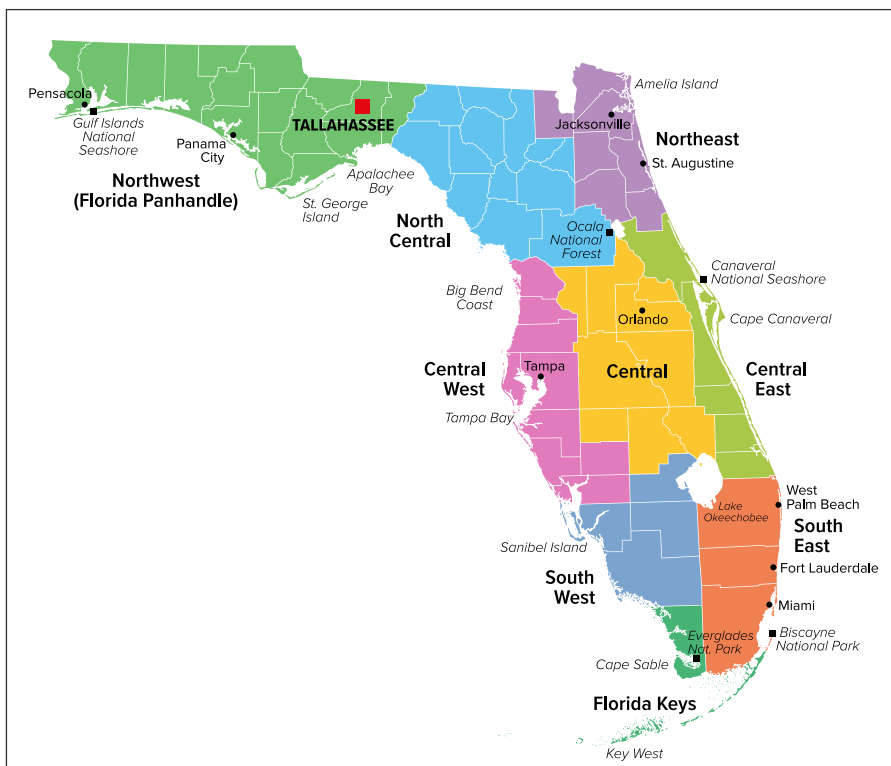 Amelia Island
Pensacola
Gulf Islands
National
Seashore
TALLAHASSEE
Jacksonville
Northeast
Panama
City
St. Augustine
Apalachee
Bay
Northwest
(Florida Panhandle)
St. George
Island
North
Central
Ocala
National
Forest
Canaveral
National Seashore
Big Bend
Coast
Orlando
Cape Canaveral
Central
West
Tampa
Central
Central
East
Tampa Bay
West
Palm Beach
Lake
Okeechobee
South
East
Sanibel Island
South
West
Fort Lauderdale
Miami
Everglades
Nat. Park
Biscayne
National Park
Cape Sable
Florida Keys
Key West